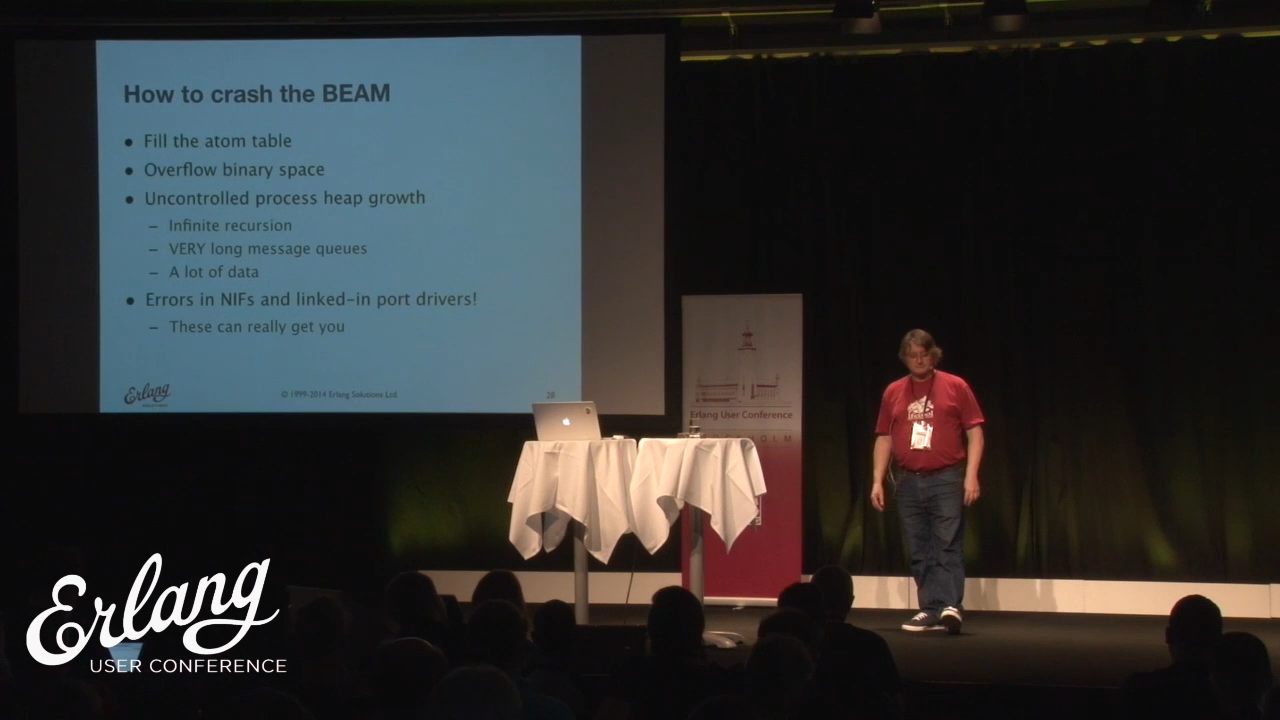 How to crash the BEAM
● Fill the atom table
● Overflow binary space
● Uncontrolled process heap growth
– Infinite recursion
– VERY long message queues
– A lot of data
● Errors in NIFs and linked-in port drivers!
– These can really get you
Erlang
© 1999-2014 Erlang Solutions Ltd.
28
Erlang User Conference
O L M
Erlang
USER CONFERENCE